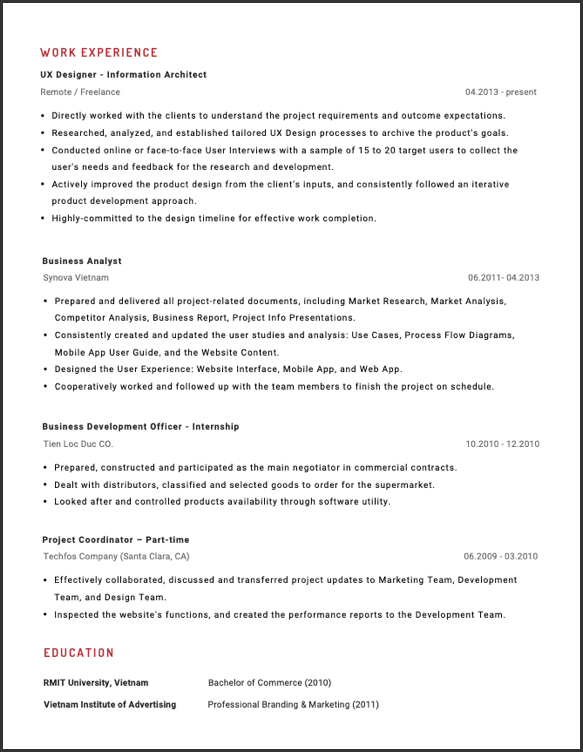 WORK EXPERIENCE
UX Designer - Information Architect
Remote / Freelance 04.2013 - present
• Directly worked with the clients to understand the project requirements and outcome expectations.
• Researched, analyzed, and established tailored UX Design processes to archive the product's goals.
• Conducted online or face-to-face User Interviews with a sample of 15 to 20 target users to collect the
user's needs and feedback for the research and development.
• Actively improved the product design from the client's inputs, and consistently followed an iterative
product development approach.
• Highly-committed to the design timeline for effective work completion.
Business Analyst
Synova Vietnam 06.2011- 04.2013
• Prepared and delivered all project-related documents, including Market Research, Market Analysis,
Competitor Analysis, Business Report, Project Info Presentations.
• Consistently created and updated the user studies and analysis: Use Cases, Process Flow Diagrams,
Mobile App User Guide, and the Website Content.
• Designed the User Experience: Website Interface, Mobile App, and Web App.
• Cooperatively worked and followed up with the team members to finish the project on schedule.
Business Development Officer - Internship
Tien Loc Duc CO. 10.2010 - 12.2010
• Prepared, constructed and participated as the main negotiator in commercial contracts.
• Dealt with distributors, classified and selected goods to order for the supermarket.
• Looked after and controlled products availability through software utility.
Project Coordinator – Part-time
Techfos Company (Santa Clara, CA) 06.2009 - 03.2010
• Effectively collaborated, discussed and transferred project updates to Marketing Team, Development
Team, and Design Team.
• Inspected the website's functions, and created the performance reports to the Development Team.
EDUCATION
RMIT University, Vietnam Bachelor of Commerce (2010)
Vietnam Institute of Advertising Professional Branding & Marketing (2011)